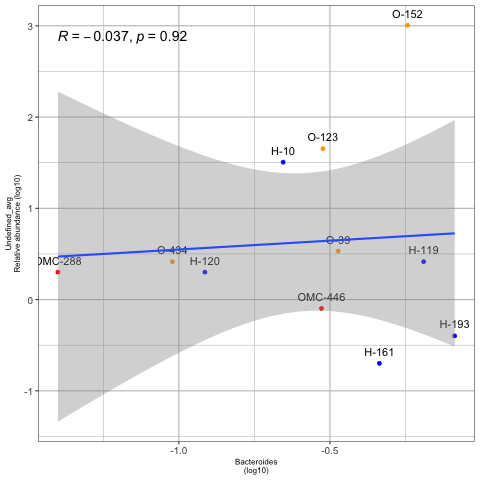 O-152
R = −0.037, p = 0.92
O-123
H-10
O-39
O-434
H-119
OMC-288
H-120
OMC-446
H-193
H-161
3
2
1
0
-1
-1.0
-0.5
Undefined_avg
Relative abundance (log10)
Bacteroides
(log10)